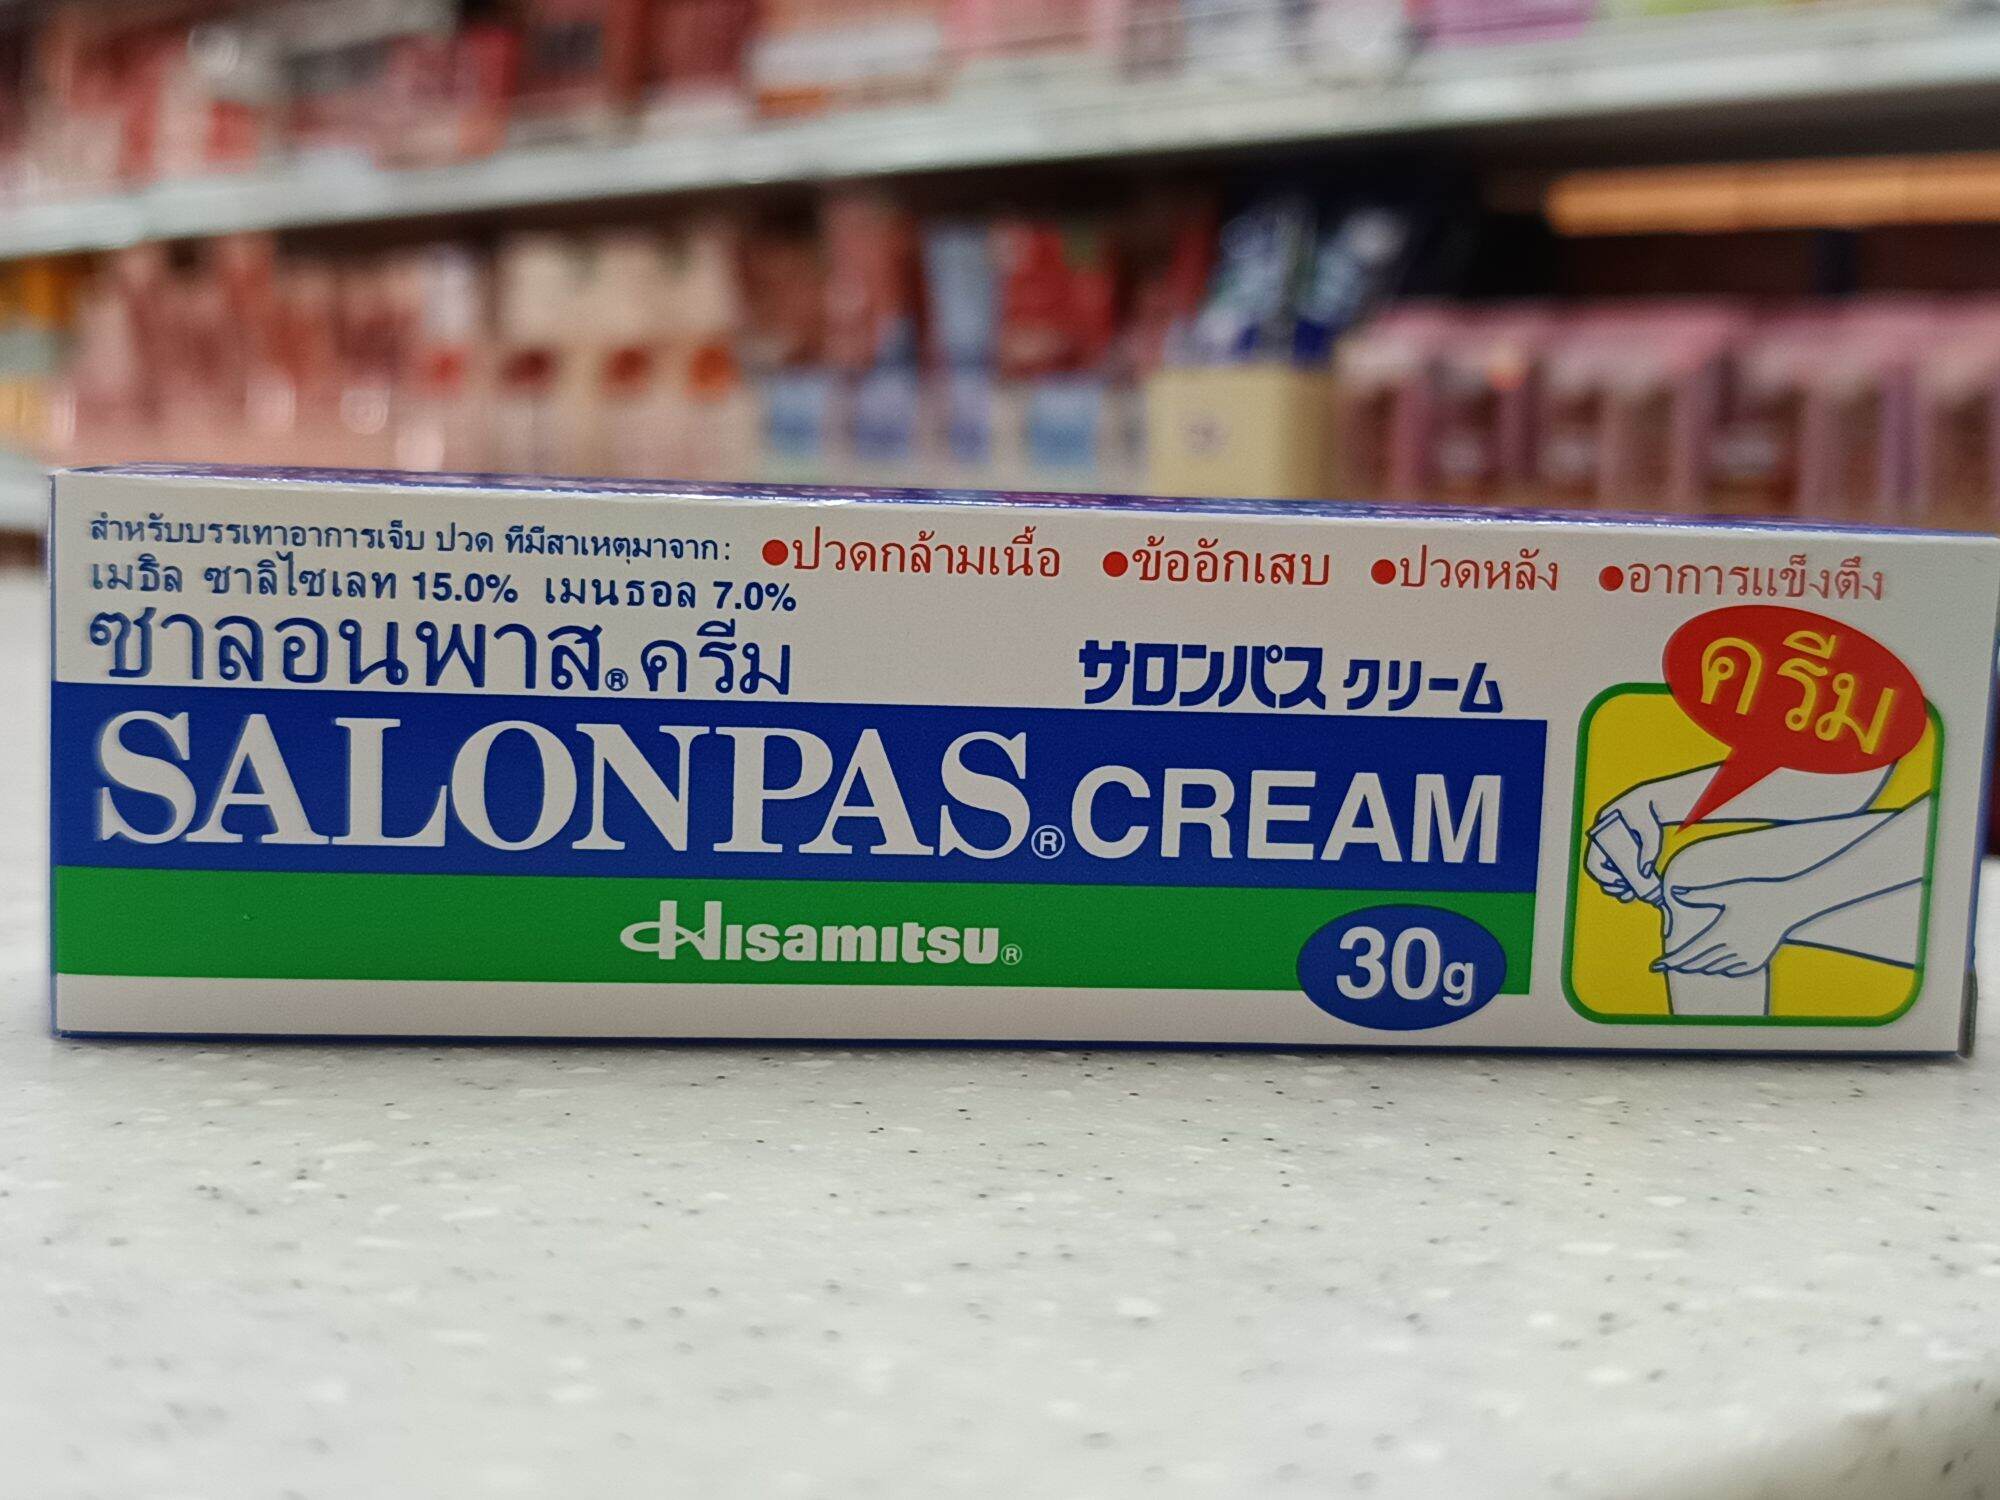 สำหรับบรรเทาอาการเจ็บ ปวด ที่มีสาเหตุมาจาก: ●ปวดกล้ามเนื้อ ●ข้ออักเสบ ●ปวดหลัง ●อาการแข็งตึง
เมธิล ซาลิไซเลท 15.0% เมนธอล 7.0%
ซาลอนพาส® ครีม
サロンパス クリーム
ครีม
SALONPAS® CREAM
Hisamitsu®
30g